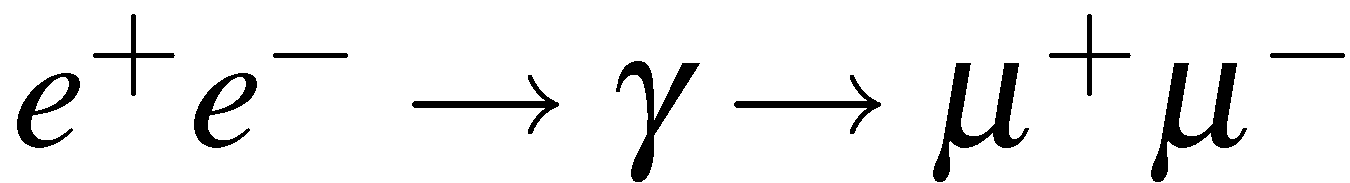 e⁺e⁻ → γ → μ⁺μ⁻